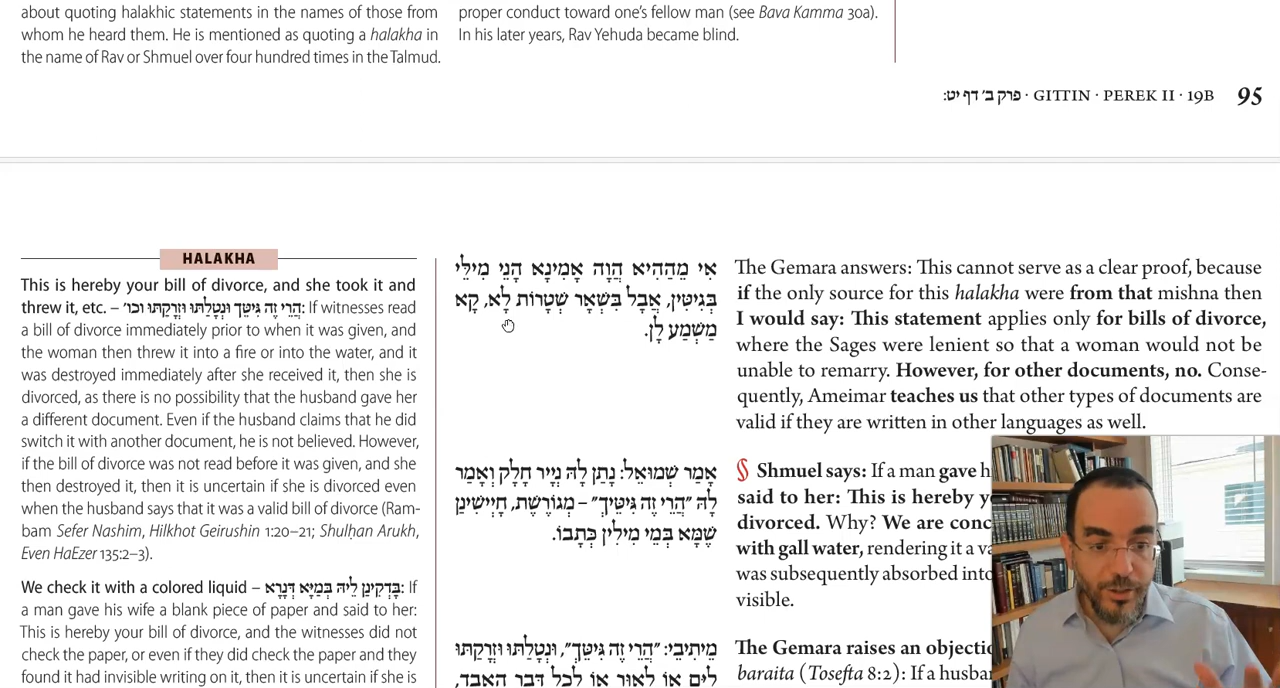 about quoting halakhic statements in the names of those from
whom he heard them. He is mentioned as quoting a halakha in
the name of Rav or Shmuel over four hundred times in the Talmud.
proper conduct toward one's fellow man (see Bava Kamma 30a).
In his later years, Rav Yehuda became blind.
פרק ב׳ דף יט: · GITTIN · PEREK II · 19B 95
HALAKHA
This is hereby your bill of divorce, and she took it and
threw it, etc. – הֲרֵי זֶה גִּיטֵּךְ וּנְטָלַתּוּ וּזְרָקַתּוּ וכו׳: If witnesses read
a bill of divorce immediately prior to when it was given, and
the woman then threw it into a fire or into the water, and it
was destroyed immediately after she received it, then she is
divorced, as there is no possibility that the husband gave her
a different document. Even if the husband claims that he did
switch it with another document, he is not believed. However,
if the bill of divorce was not read before it was given, and she
then destroyed it, then it is uncertain if she is divorced even
when the husband says that it was a valid bill of divorce (Ram-
bam Sefer Nashim, Hilkhot Geirushin 1:20–21; Shulḥan Arukh,
Even HaEzer 135:2–3).
We check it with a colored liquid – בָּדְקִינַן לֵיהּ בְּמַיָּא דְּנָרָא: If
a man gave his wife a blank piece of paper and said to her:
This is hereby your bill of divorce, and the witnesses did not
check the paper, or even if they did check the paper and they
found it had invisible writing on it, then it is uncertain if she is
אִי מֵהַהִיא הֲוָה אָמִינָא הָנֵי מִילֵּי
בְּגִיטִּין, אֲבָל בִּשְׁאָר שְׁטָרוֹת לָא, קָא
מַשְׁמַע לַן.
אָמַר שְׁמוּאֵל: נָתַן לָהּ נְיָיר חָלָק וְאָמַר
לָהּ ״הֲרֵי זֶה גִּיטֵּיךְ״ – מְגוֹרֶשֶׁת, חָיְישִׁינַן
שֶׁמָּא בְּמֵי מִילִין כְּתָבוֹ.
מֵיתִיבֵי: ״הֲרֵי זֶה גִּיטֵּךְ״, וּנְטָלַתּוּ וּזְרָקַתּוּ
לַיָּם אוֹ לָאוּר אוֹ לְכׇל דָּבָר הָאָבֵד,
The Gemara answers: This cannot serve as a clear proof, because
if the only source for this halakha were from that mishna then
I would say: This statement applies only for bills of divorce,
where the Sages were lenient so that a woman would not be
unable to remarry. However, for other documents, no. Conse-
quently, Ameimar teaches us that other types of documents are
valid if they are written in other languages as well.
Shmuel says: If a man gave
said to her: This is hereby
divorced. Why? We are
with gall water, rendering it a
was subsequently absorbed
visible.
The Gemara raises an
baraita (Tosefta 8:2): If a